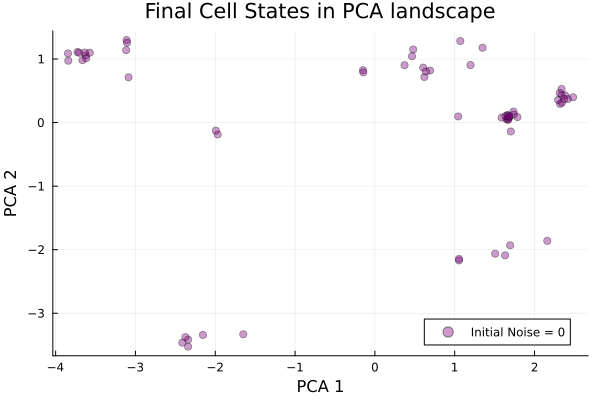 Final Cell States in PCA landscape
PCA 2
1
0
−1
−2
−3
Initial Noise = 0
−4 −3 −2 −1 0 1 2
PCA 1